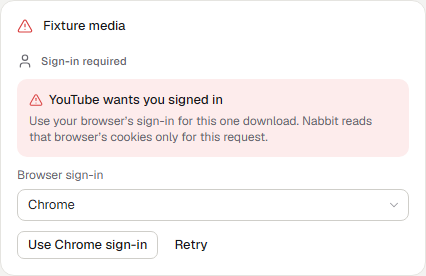 Fixture media
Sign-in required
YouTube wants you signed in
Use your browser's sign-in for this one download. Nabbit reads
that browser's cookies only for this request.
Browser sign-in
Chrome
Use Chrome sign-in
Retry